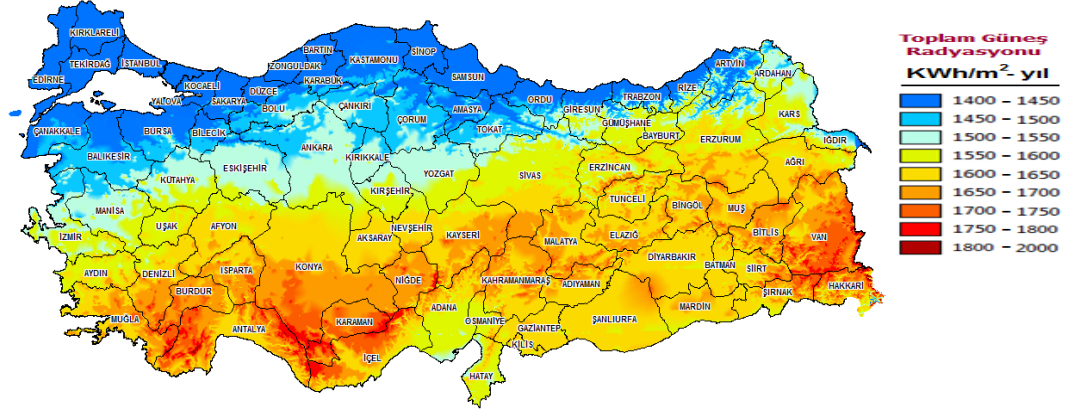 KIRKLARELİ
TEKİRDAĞ
İSTANBUL
EDİRNE
KOCAELİ
YALOVA
SAKARYA
DÜZCE
ZONGULDAK
BARTIN
KARABÜK
KASTAMONU
SİNOP
SAMSUN
ORDU
GİRESUN
TRABZON
RİZE
ARTVİN
ARDAHAN
KARS
IĞDIR
ÇANAKKALE
BALIKESİR
BURSA
BİLECİK
BOLU
ÇANKIRI
ÇORUM
AMASYA
TOKAT
GÜMÜŞHANE
BAYBURT
ERZURUM
AĞRI
KÜTAHYA
ESKİŞEHİR
ANKARA
KIRIKKALE
KIRŞEHİR
YOZGAT
SİVAS
ERZİNCAN
TUNCELİ
BİNGÖL
MUŞ
BİTLİS
VAN
MANİSA
İZMİR
UŞAK
AFYON
AKSARAY
NEVŞEHİR
KAYSERİ
MALATYA
ELAZIĞ
DİYARBAKIR
BATMAN
SİİRT
ŞIRNAK
HAKKARİ
AYDIN
DENİZLİ
ISPARTA
BURDUR
KONYA
NİĞDE
KAHRAMANMARAŞ
ADIYAMAN
MARDİN
ŞANLIURFA
MUĞLA
ANTALYA
KARAMAN
İÇEL
ADANA
OSMANİYE
GAZİANTEP
KİLİS
HATAY
Toplam Güneş
Radyasyonu
KWh/m²- yıl
1400 – 1450
1450 – 1500
1500 – 1550
1550 – 1600
1600 – 1650
1650 – 1700
1700 – 1750
1750 – 1800
1800 – 2000